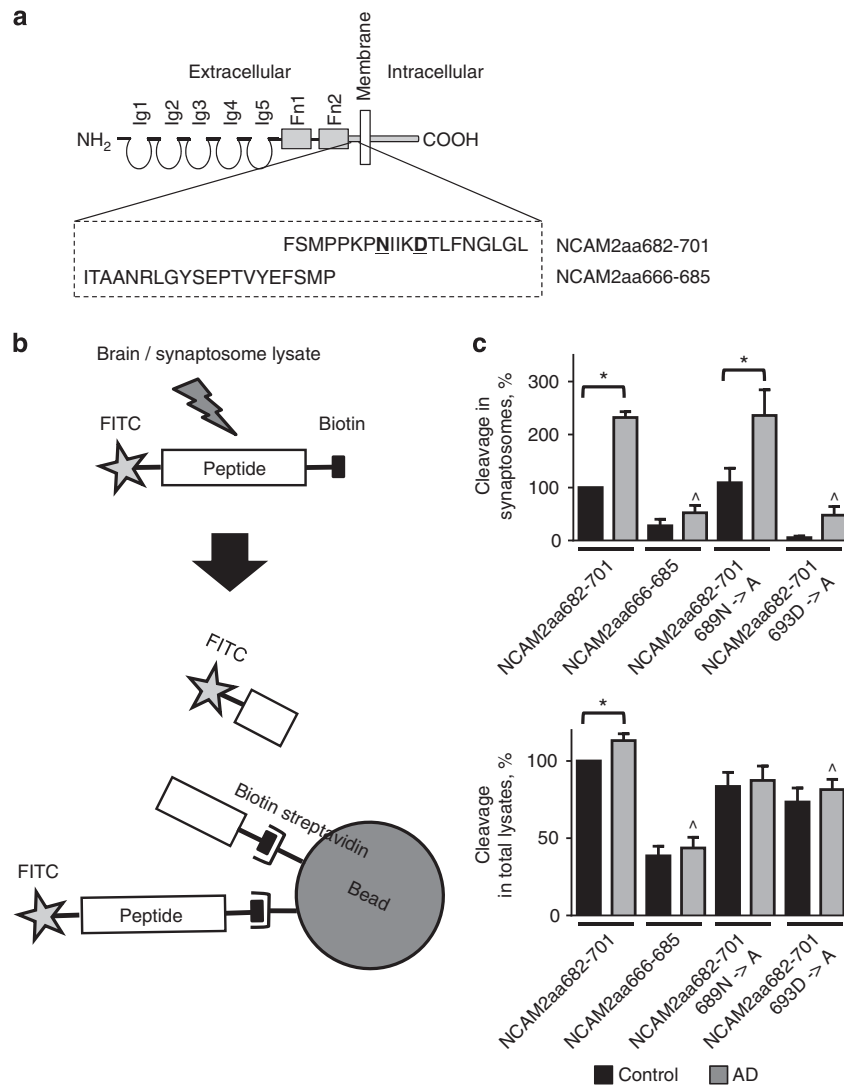 a
Extracellular
Membrane
Intracellular
Ig1
Ig2
Ig3
Ig4
Ig5
Fn1
Fn2
NH2
COOH
FSMPPKPNIIKDTLFNGLGL NCAM2aa682-701
ITAANRLGYSEPTVYEFSMP NCAM2aa666-685
b
Brain / synaptosome lysate
FITC
Biotin
Peptide
FITC
Biotin streptavidin
Bead
FITC
Peptide
c
Cleavage in
synaptosomes, %
300
200
100
0
*
*
^
^
NCAM2aa682-701
NCAM2aa666-685
NCAM2aa682-701
689N -> A
NCAM2aa682-701
693D -> A
Cleavage
in total lysates, %
100
50
0
*
^
^
NCAM2aa682-701
NCAM2aa666-685
NCAM2aa682-701
689N -> A
NCAM2aa682-701
693D -> A
Control
AD